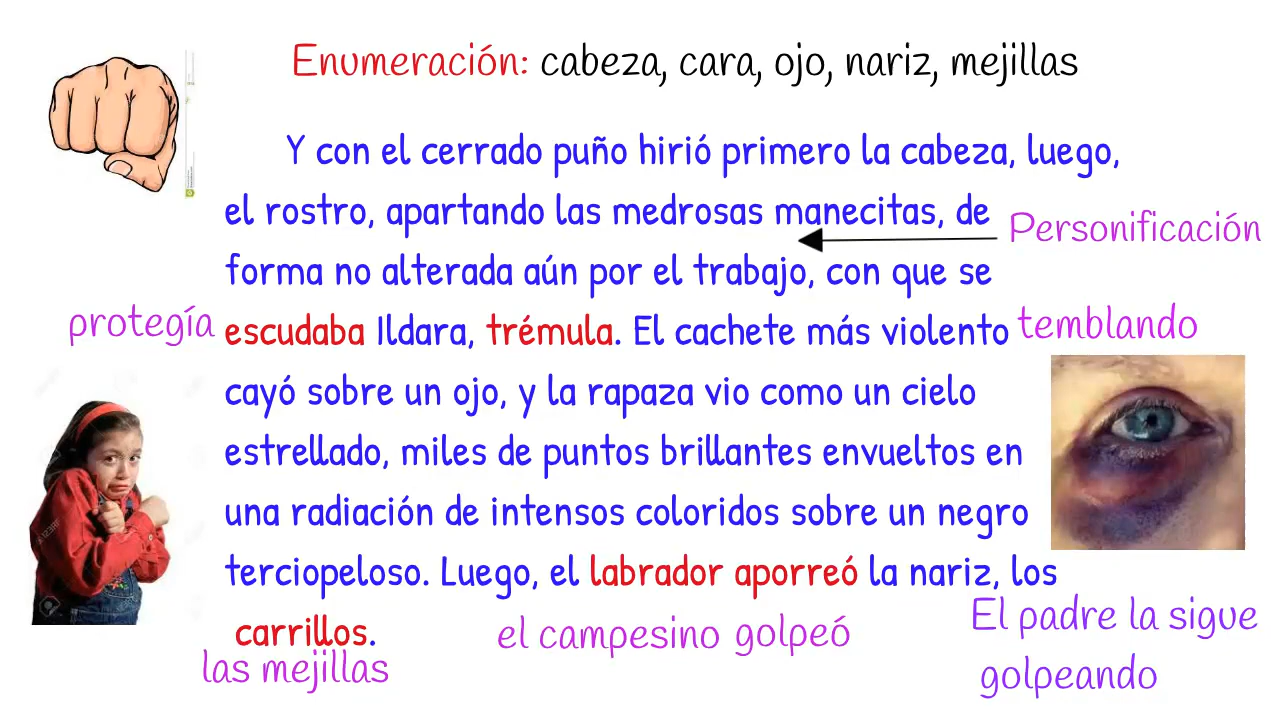 Enumeración: cabeza, cara, ojo, nariz, mejillas
Y con el cerrado puño hirió primero la cabeza, luego,
el rostro, apartando las medrosas manecitas, de
Personificación
forma no alterada aún por el trabajo, con que se
protegía
escudaba Ildara, trémula. El cachete más violento
temblando
cayó sobre un ojo, y la rapaza vio como un cielo
estrellado, miles de puntos brillantes envueltos en
una radiación de intensos coloridos sobre un negro
terciopeloso. Luego, el labrador aporreó la nariz, los
carrillos.
las mejillas
el campesino golpeó
El padre la sigue
golpeando